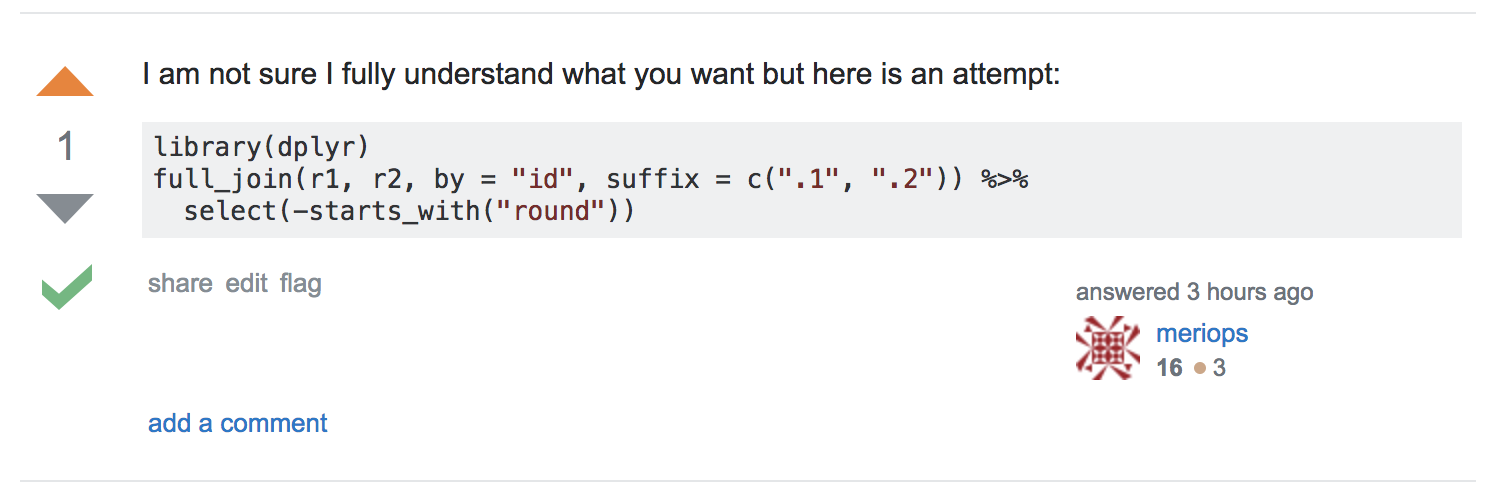 I am not sure I fully understand what you want but here is an attempt:
1
library(dplyr)
full_join(r1, r2, by = "id", suffix = c(".1", ".2")) %>%
  select(-starts_with("round"))
share edit flag
answered 3 hours ago
meriops
16 ● 3
add a comment